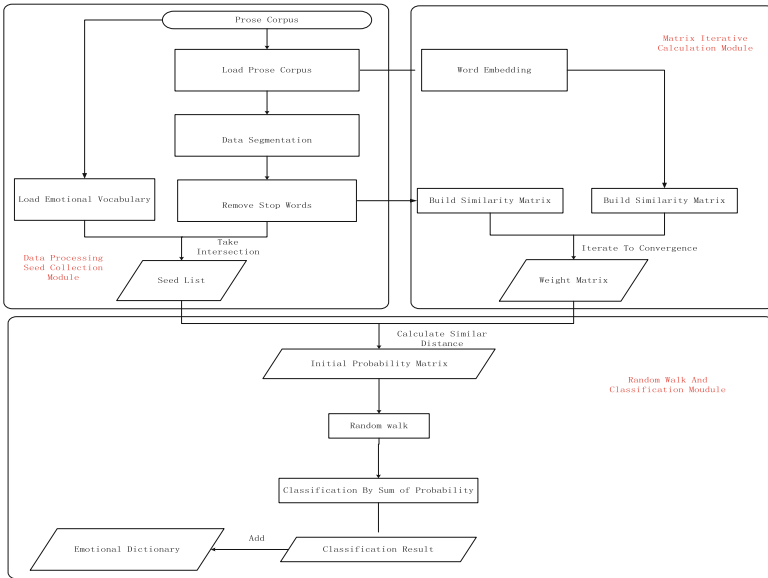 Prose Corpus
Matrix Iterative
Calculation Module
Load Prose Corpus
Word Embedding
Data Segmentation
Load Emotional Vocabulary
Remove Stop Words
Build Similarity Matrix
Build Similarity Matrix
Take
Intersection
Iterate To Convergence
Data Processing
Seed Collection
Module
Seed List
Weight Matrix
Calculate Similar
Distance
Initial Probability Matrix
Random Walk And
Classification Moudule
Random walk
Classification By Sum of Probability
Add
Emotional Dictionary
Classification Result